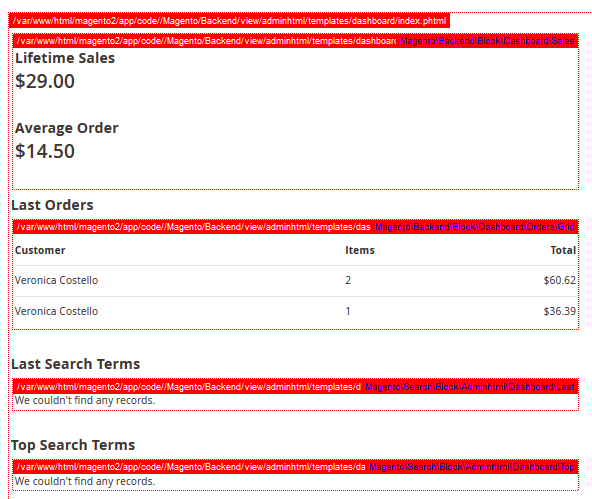 /var/www/html/magento2/app/code//Magento/Backend/view/adminhtml/templates/dashboard/index.phtml
/var/www/html/magento2/app/code//Magento/Backend/view/adminhtml/templates/dashboard Magento\Backend\Block\Dashboard\Sales
Lifetime Sales
$29.00
Average Order
$14.50
Last Orders
/var/www/html/magento2/app/code//Magento/Backend/view/adminhtml/templates/das Magento\Backend\Block\Dashboard\Orders\Grid
Customer Items Total
Veronica Costello 2 $60.62
Veronica Costello 1 $36.39
Last Search Terms
/var/www/html/magento2/app/code//Magento/Backend/view/adminhtml/templates/d Magento\Search\Block\Adminhtml\Dashboard\Last
We couldn't find any records.
Top Search Terms
/var/www/html/magento2/app/code//Magento/Backend/view/adminhtml/templates/da Magento\Search\Block\Adminhtml\Dashboard\Top
We couldn't find any records.